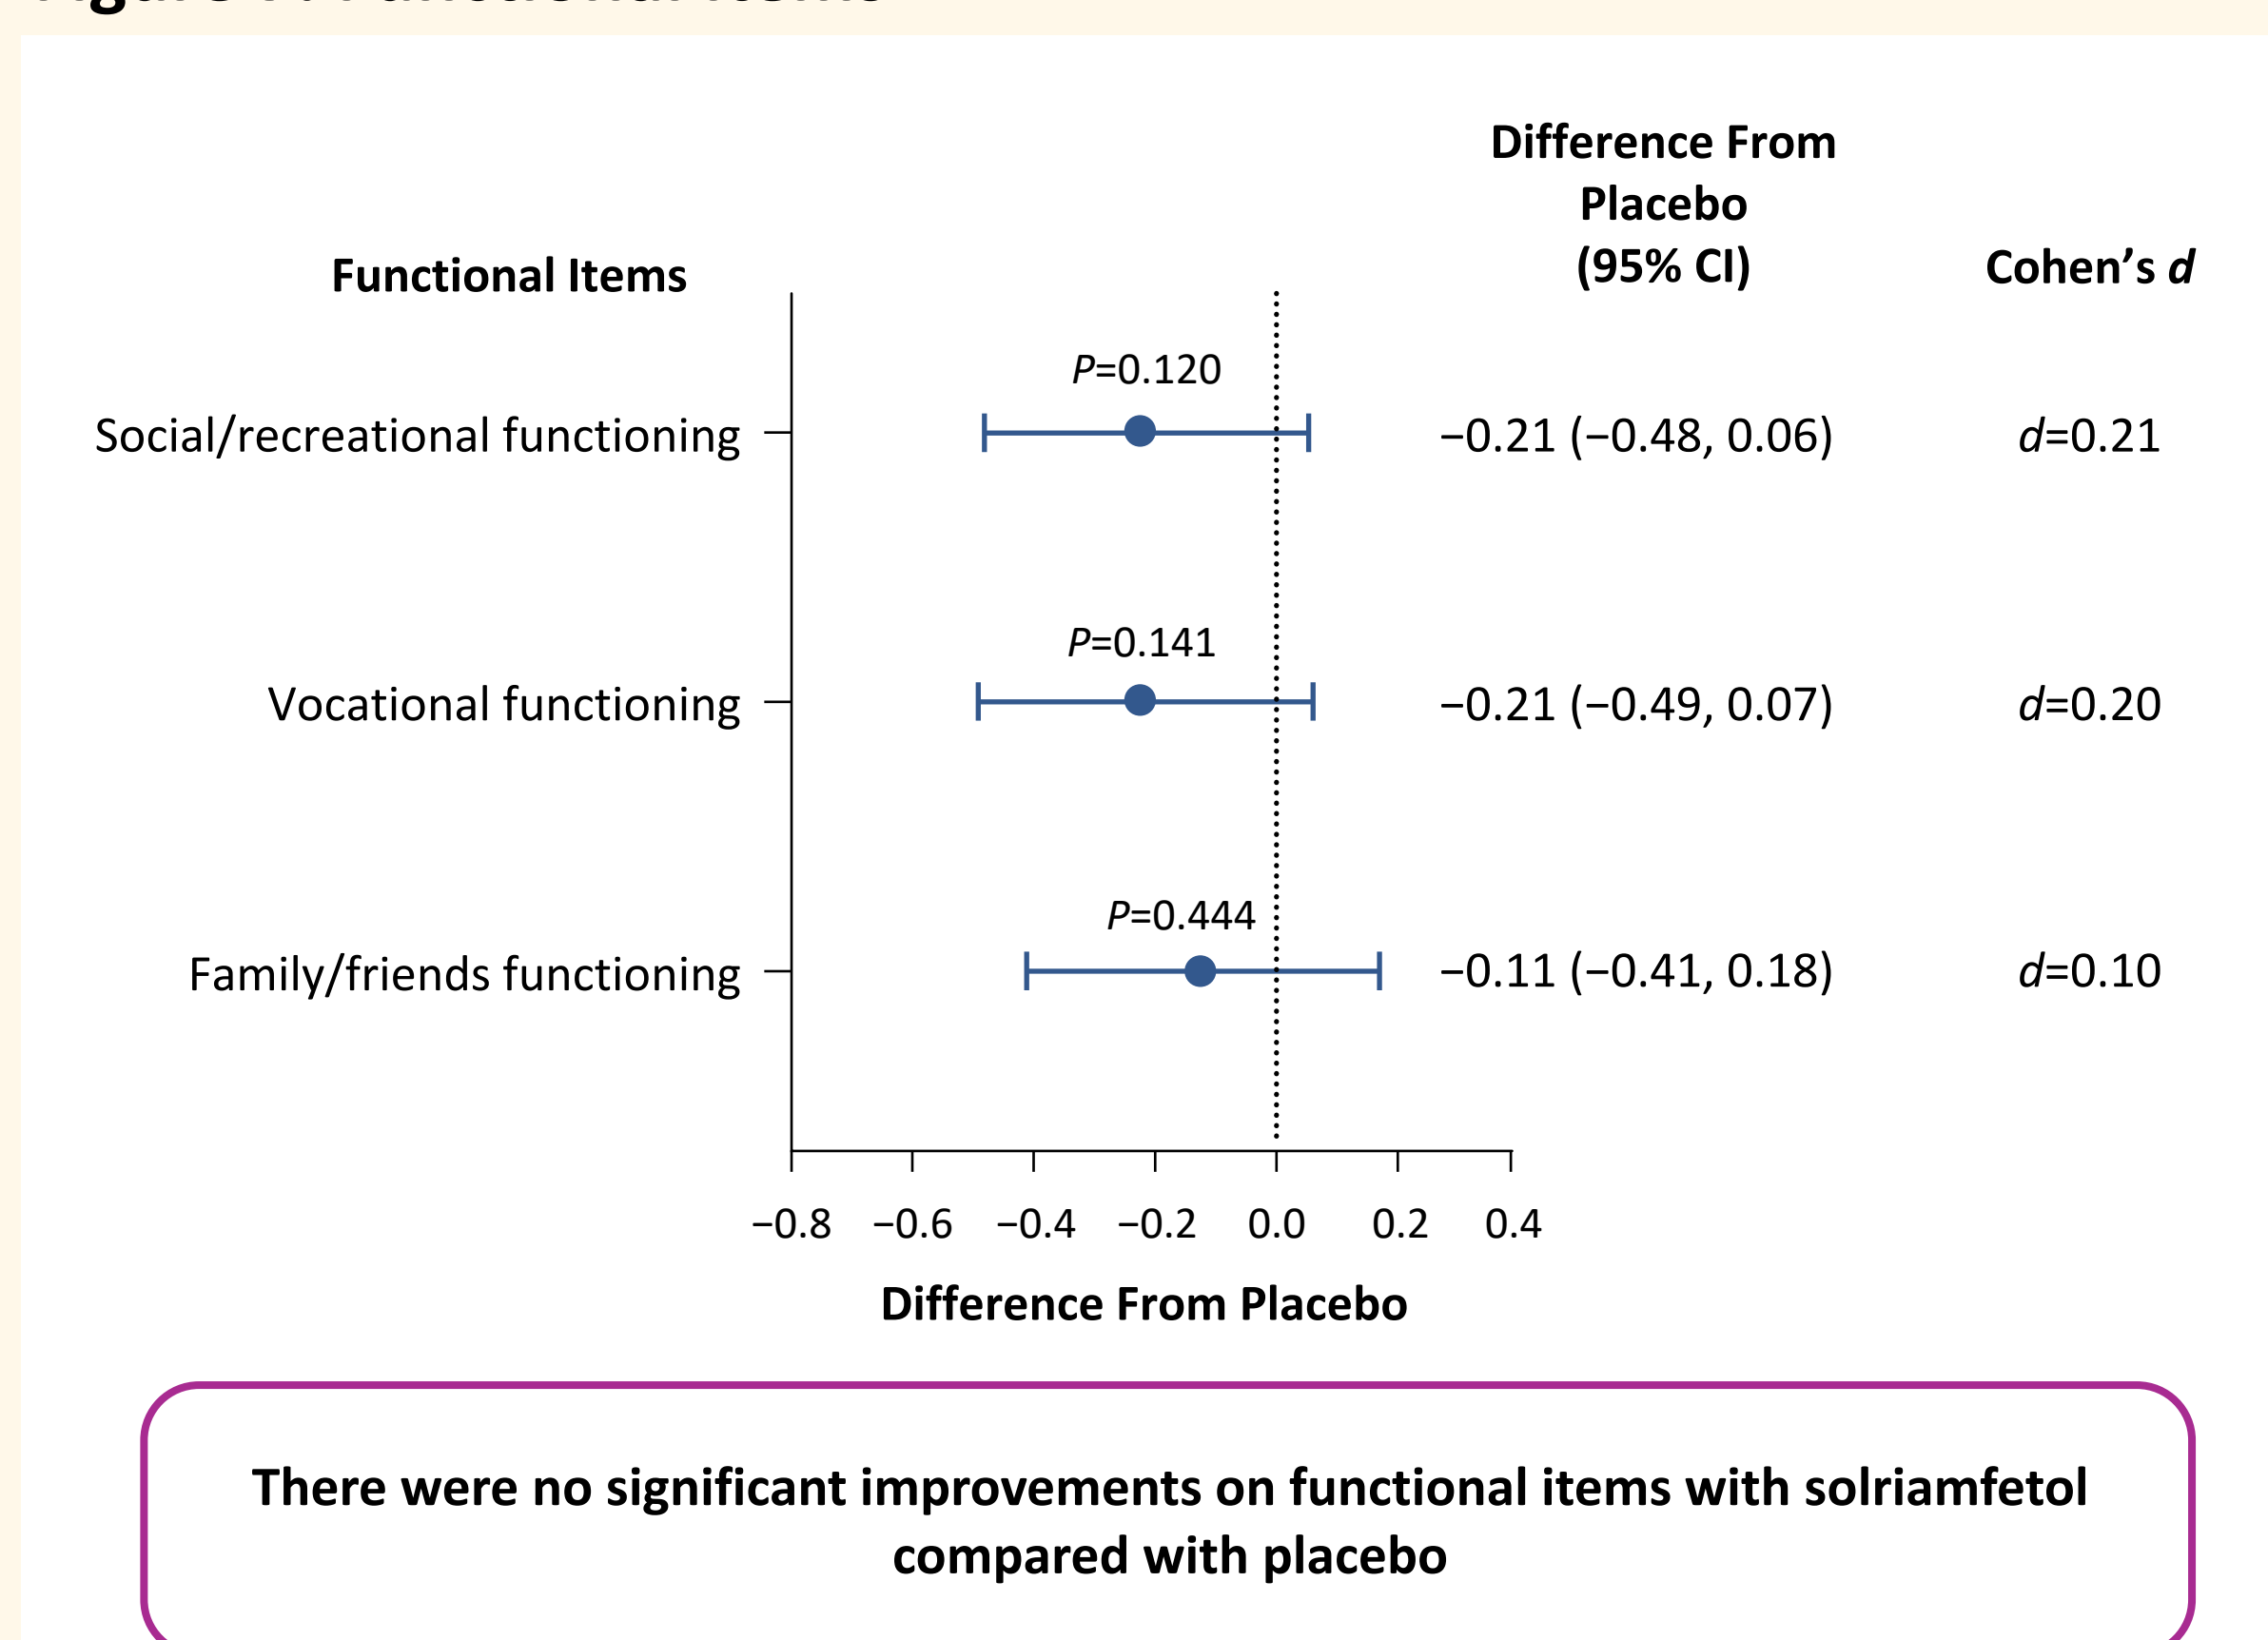 Functional Items
Difference From
Placebo
(95% CI)
Cohen’s d
P=0.120
Social/recreational functioning
−0.21 (−0.48, 0.06)
d=0.21
P=0.141
Vocational functioning
−0.21 (−0.49, 0.07)
d=0.20
P=0.444
Family/friends functioning
−0.11 (−0.41, 0.18)
d=0.10
−0.8 −0.6 −0.4 −0.2 0.0 0.2 0.4
Difference From Placebo
There were no significant improvements on functional items with solriamfetol
compared with placebo